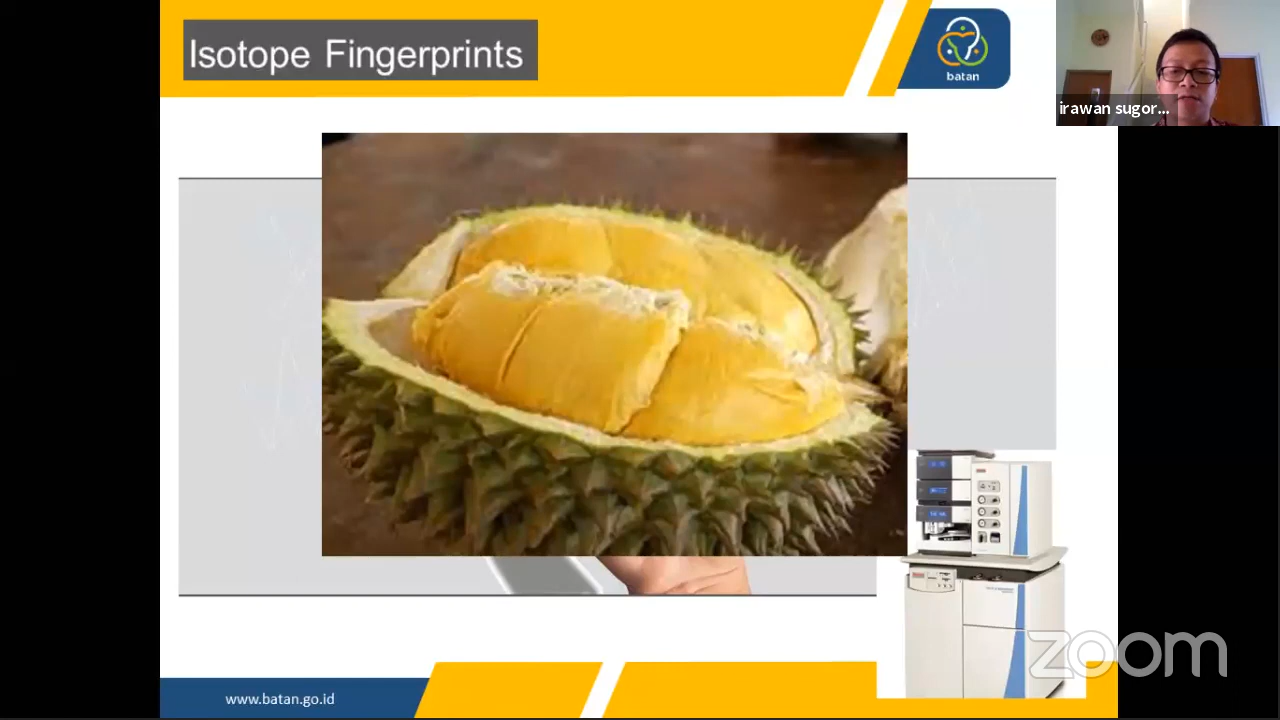 Isotope Fingerprints
batan
irawan sugor...
www.batan.go.id
zoom